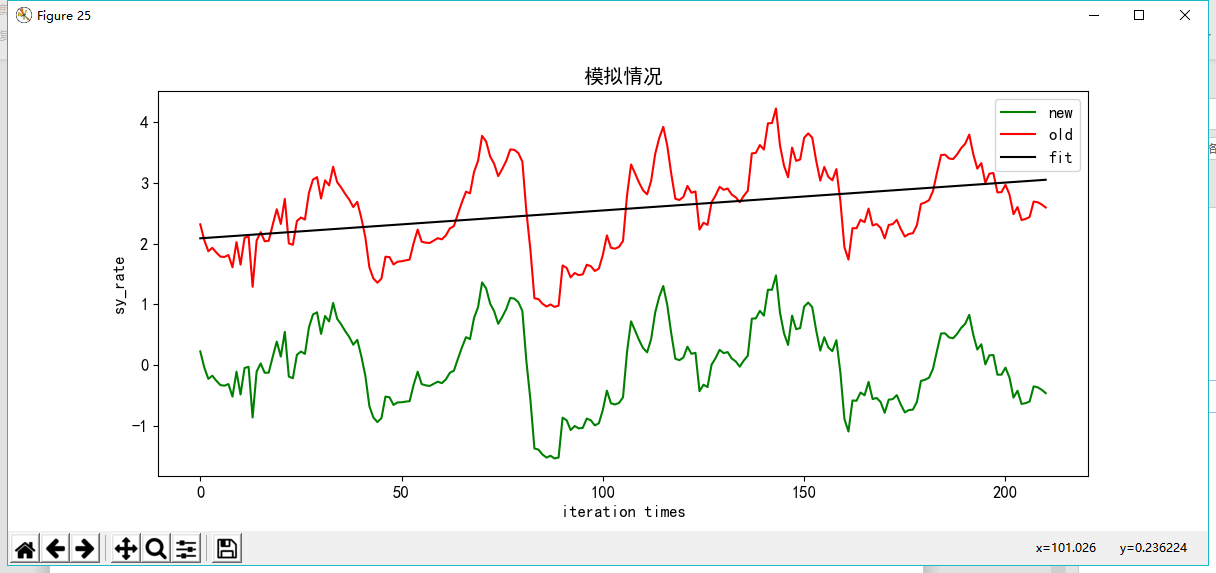 Figure 25
模拟情况
new
old
fit
4
3
2
1
0
−1
sy_rate
0 50 100 150 200
iteration times
x=101.026 y=0.236224